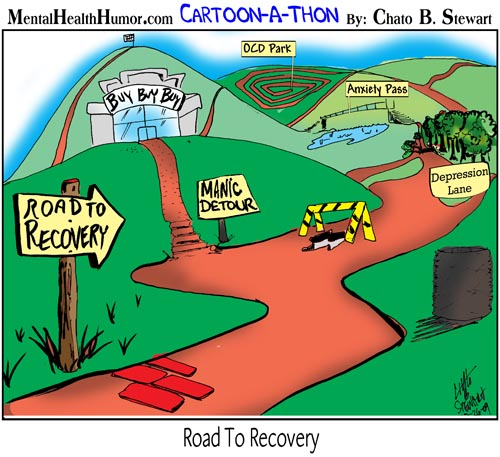 MentalHealthHumor.com CARTOON-A-THON By: Chato B. Stewart
OCD Park
Anxiety Pass
BUY BUY BUY
Depression
Lane
MANIC
DETOUR
ROAD TO
RECOVERY
Road To Recovery